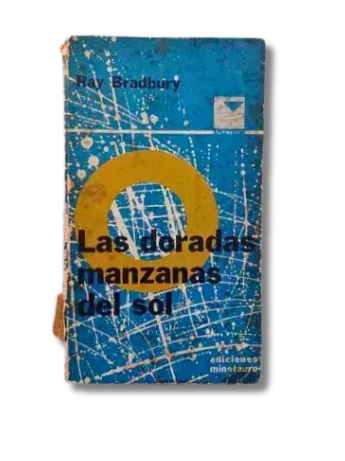 Ray Bradbury
Las doradas
manzanas
del sol
ediciones
minotauro